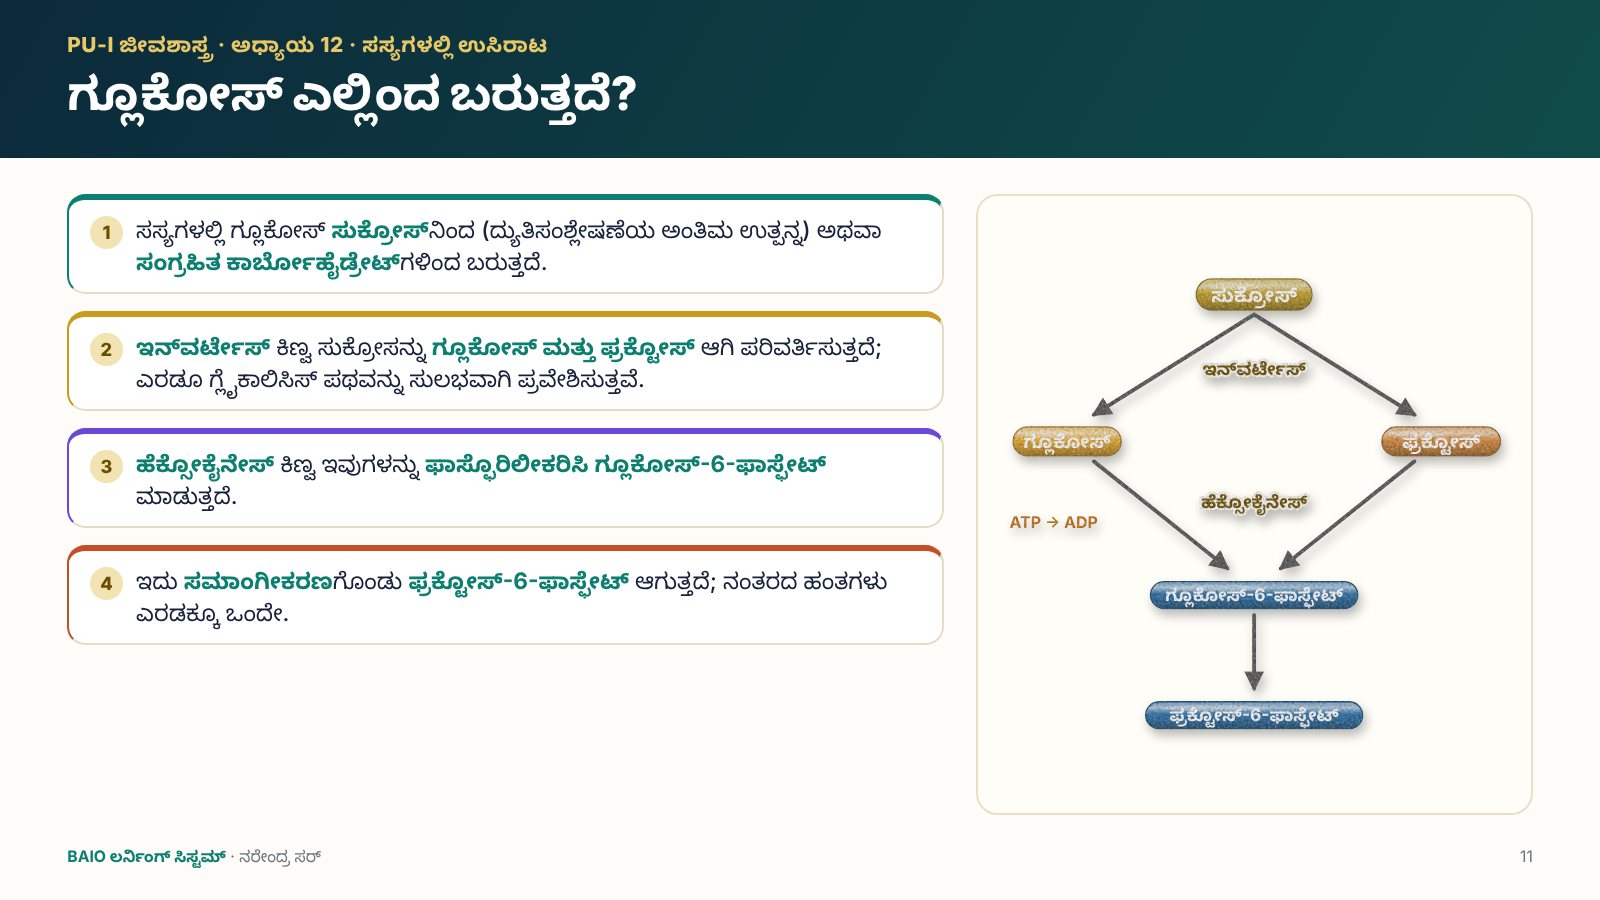 PU-I ಜೀವಶಾಸ್ತ್ರ · ಅಧ್ಯಾಯ 12 · ಸಸ್ಯಗಳಲ್ಲಿ ಉಸಿರಾಟ
ಗ್ಲೂಕೋಸ್ ಎಲ್ಲಿಂದ ಬರುತ್ತದೆ?
1 ಸಸ್ಯಗಳಲ್ಲಿ ಗ್ಲೂಕೋಸ್ ಸುಕ್ರೋಸ್‌ನಿಂದ (ದ್ಯುತಿಸಂಶ್ಲೇಷಣೆಯ ಅಂತಿಮ ಉತ್ಪನ್ನ) ಅಥವಾ
ಸಂಗ್ರಹಿತ ಕಾರ್ಬೋಹೈಡ್ರೇಟ್‌ಗಳಿಂದ ಬರುತ್ತದೆ.
2 ಇನ್‌ವರ್ಟೇಸ್ ಕಿಣ್ವ ಸುಕ್ರೋಸನ್ನು ಗ್ಲೂಕೋಸ್ ಮತ್ತು ಫ್ರಕ್ಟೋಸ್ ಆಗಿ ಪರಿವರ್ತಿಸುತ್ತದೆ;
ಎರಡೂ ಗ್ಲೈಕಾಲಿಸಿಸ್ ಪಥವನ್ನು ಸುಲಭವಾಗಿ ಪ್ರವೇಶಿಸುತ್ತವೆ.
3 ಹೆಕ್ಸೋಕೈನೇಸ್ ಕಿಣ್ವ ಇವುಗಳನ್ನು ಫಾಸ್ಫೊರಿಲೀಕರಿಸಿ ಗ್ಲೂಕೋಸ್-6-ಫಾಸ್ಫೇಟ್
ಮಾಡುತ್ತದೆ.
4 ಇದು ಸಮಾಂಗೀಕರಣಗೊಂಡು ಫ್ರಕ್ಟೋಸ್-6-ಫಾಸ್ಫೇಟ್ ಆಗುತ್ತದೆ; ನಂತರದ ಹಂತಗಳು
ಎರಡಕ್ಕೂ ಒಂದೇ.
ಸುಕ್ರೋಸ್
ಇನ್‌ವರ್ಟೇಸ್
ಗ್ಲೂಕೋಸ್
ಫ್ರಕ್ಟೋಸ್
ಹೆಕ್ಸೋಕೈನೇಸ್
ATP → ADP
ಗ್ಲೂಕೋಸ್-6-ಫಾಸ್ಫೇಟ್
ಫ್ರಕ್ಟೋಸ್-6-ಫಾಸ್ಫೇಟ್
BAIO ಲರ್ನಿಂಗ್ ಸಿಸ್ಟಮ್ · ನರೇಂದ್ರ ಸರ್
11